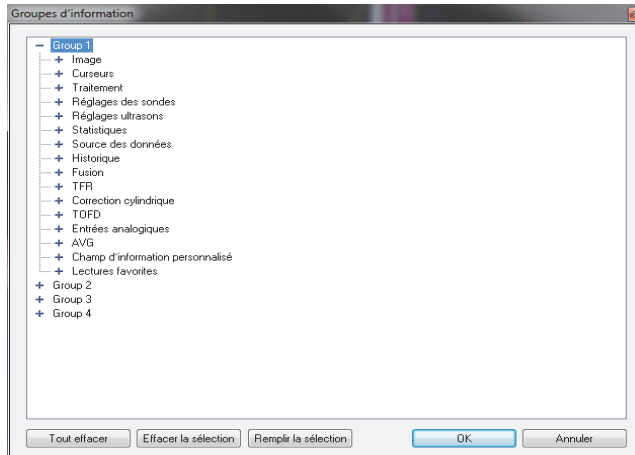 Groupes d'information
Group 1
Image
Curseurs
Traitement
Réglages des sondes
Réglages ultrasons
Statistiques
Source des données
Historique
Fusion
TFR
Correction cylindrique
TOFD
Entrées analogiques
AVG
Champ d'information personnalisé
Lectures favorites
Group 2
Group 3
Group 4
Tout effacer Effacer la sélection Remplir la sélection OK Annuler